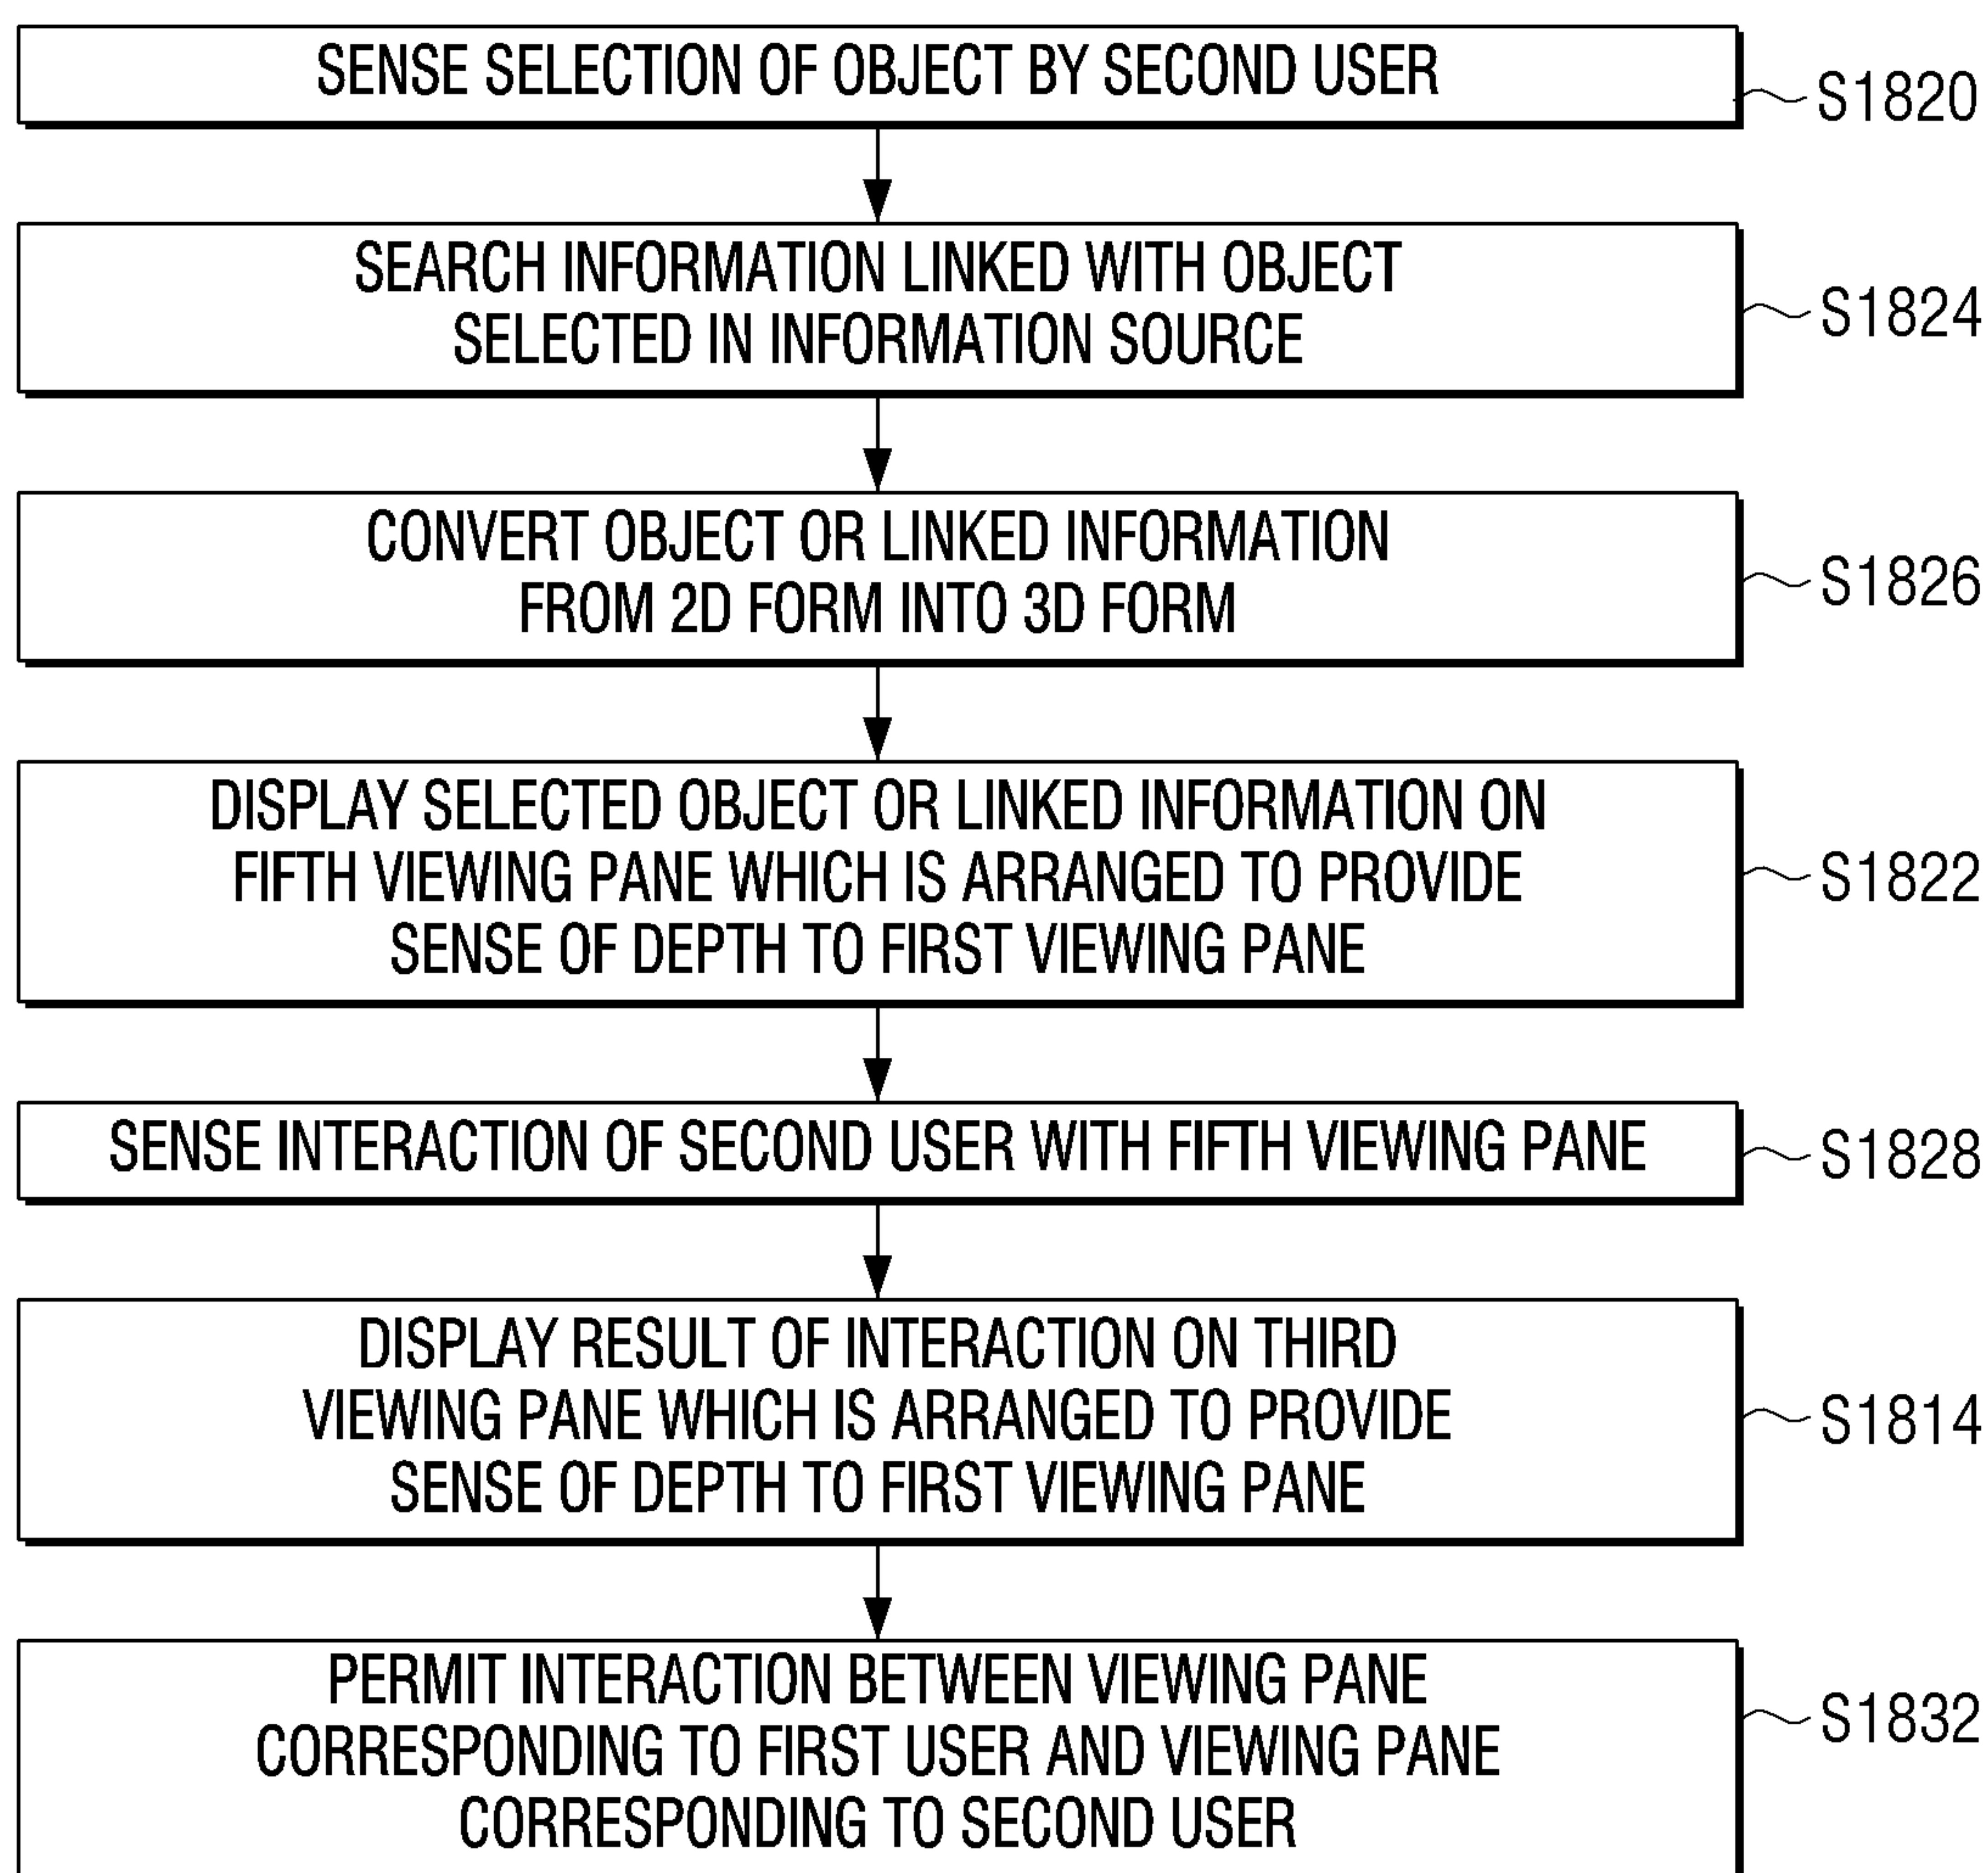 SENSE SELECTION OF OBJECT BY SECOND USER
S1820
SEARCH INFORMATION LINKED WITH OBJECT
SELECTED IN INFORMATION SOURCE
S1824
CONVERT OBJECT OR LINKED INFORMATION
FROM 2D FORM INTO 3D FORM
S1826
DISPLAY SELECTED OBJECT OR LINKED INFORMATION ON
FIFTH VIEWING PANE WHICH IS ARRANGED TO PROVIDE
SENSE OF DEPTH TO FIRST VIEWING PANE
S1822
SENSE INTERACTION OF SECOND USER WITH FIFTH VIEWING PANE
S1828
DISPLAY RESULT OF INTERACTION ON THIRD
VIEWING PANE WHICH IS ARRANGED TO PROVIDE
SENSE OF DEPTH TO FIRST VIEWING PANE
S1814
PERMIT INTERACTION BETWEEN VIEWING PANE
CORRESPONDING TO FIRST USER AND VIEWING PANE
CORRESPONDING TO SECOND USER
S1832